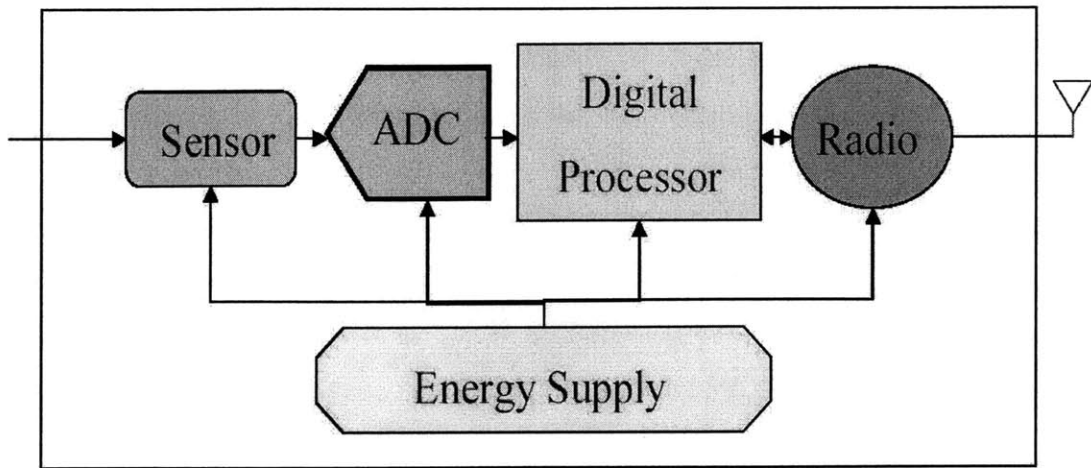 Sensor
ADC
Digital
Processor
Radio
Energy Supply